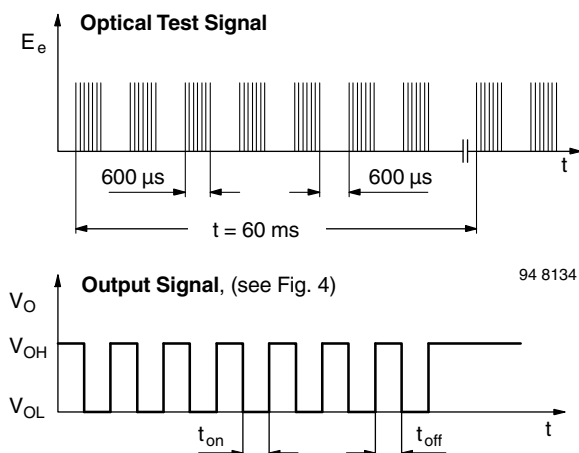 Optical Test Signal
E e
t
600 µs
600 µs
t = 60 ms
94 8134
Output Signal, (see Fig. 4)
V O
V OH
V OL
t on
t off
t